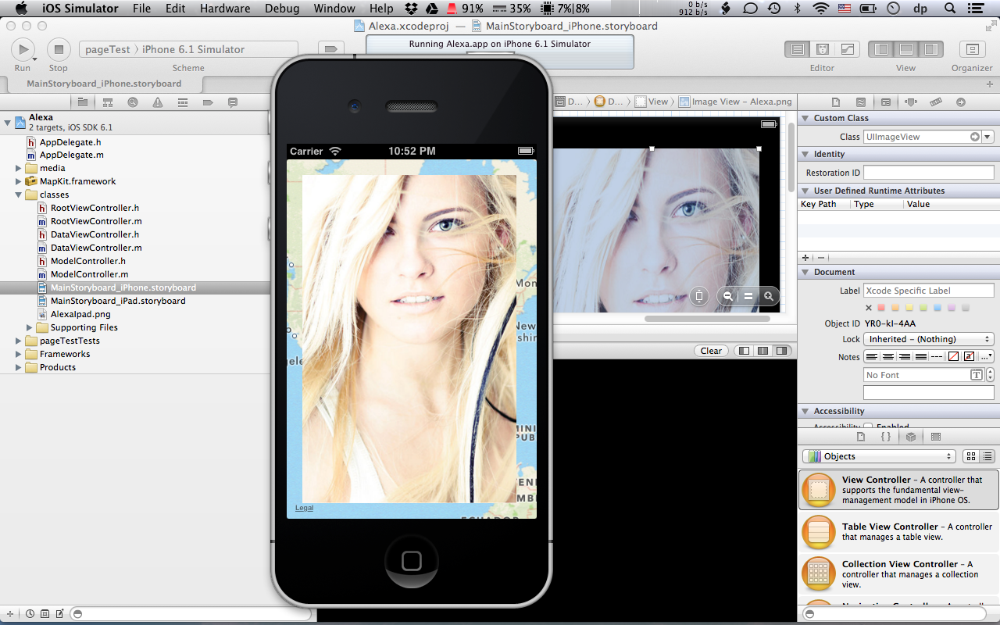 iOS Simulator File Edit Hardware Debug Window Help 91% 35% 7%|8% 0 b/s 912 b/s dp
Alexa.xcodeproj — MainStoryboard_iPhone.storyboard
Running Alexa.app on iPhone 6.1 Simulator
pageTest iPhone 6.1 Simulator
Run Stop Scheme Editor View Organizer
MainStoryboard_iPhone.storyboard
D... D... View Image View – Alexa.png
Alexa
2 targets, iOS SDK 6.1
AppDelegate.h
AppDelegate.m
media
MapKit.framework
classes
RootViewController.h
RootViewController.m
DataViewController.h
DataViewController.m
ModelController.h
ModelController.m
MainStoryboard_iPhone.storyboard
MainStoryboard_iPad.storyboard
AlexaIpad.png
Supporting Files
pageTestTests
Frameworks
Products
Carrier 10:52 PM
Mon
New
shir
gele
MINI
PUB
ENE
MBI
ECUADOR
Legal
Clear
Custom Class
Class UIImageView
Identity
Restoration ID
User Defined Runtime Attributes
Key Path Type Value
Document
Label Xcode Specific Label
Object ID YR0-kI-4AA
Lock Inherited – (Nothing)
Notes
No Font
Accessibility
Accessibility Enabled
Objects
View Controller – A controller that
supports the fundamental view-
management model in iPhone OS.
Table View Controller – A controller
that manages a table view.
Collection View Controller – A
controller that manages a collection
view.